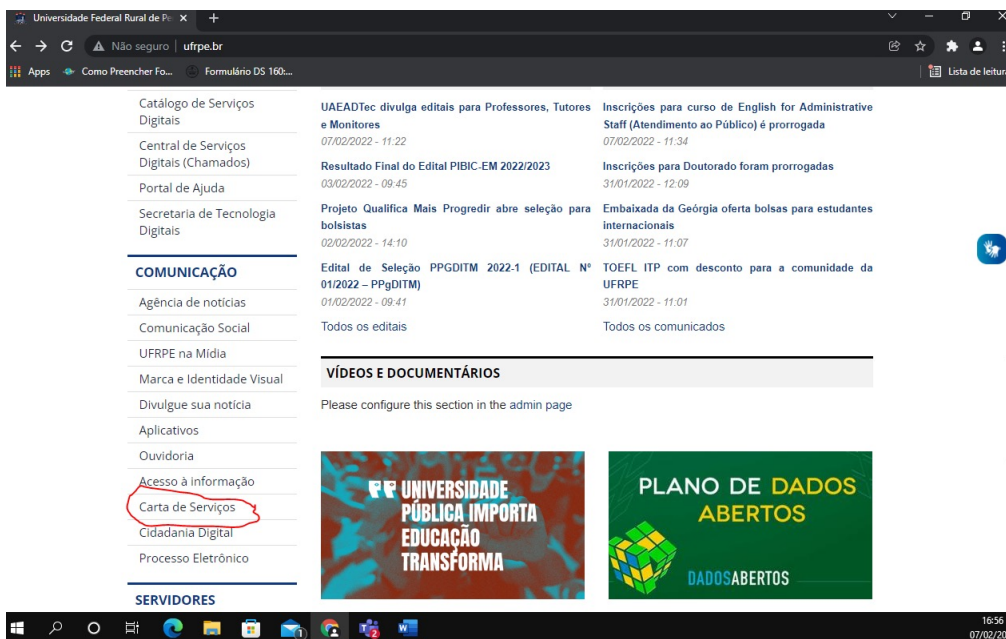 Universidade Federal Rural de Pe
Não seguro
ufrpe.br
Apps
Como Preencher Fo...
Formulário DS 160:...
Lista de leitura
Catálogo de Serviços
Digitais
Central de Serviços
Digitais (Chamados)
Portal de Ajuda
Secretaria de Tecnologia
Digitais
COMUNICAÇÃO
Agência de notícias
Comunicação Social
UFRPE na Mídia
Marca e Identidade Visual
Divulgue sua notícia
Aplicativos
Ouvidoria
Acesso à informação
Carta de Serviços
Cidadania Digital
Processo Eletrônico
SERVIDORES
UAEADTec divulga editais para Professores, Tutores
e Monitores
07/02/2022 - 11:22
Resultado Final do Edital PIBIC-EM 2022/2023
03/02/2022 - 09:45
Projeto Qualifica Mais Progredir abre seleção para
bolsistas
02/02/2022 - 14:10
Edital de Seleção PPGDITM 2022-1 (EDITAL Nº
01/2022 – PPgDITM)
01/02/2022 - 09:41
Todos os editais
Inscrições para curso de English for Administrative
Staff (Atendimento ao Público) é prorrogada
07/02/2022 - 11:34
Inscrições para Doutorado foram prorrogadas
31/01/2022 - 12:09
Embaixada da Geórgia oferta bolsas para estudantes
internacionais
31/01/2022 - 11:07
TOEFL ITP com desconto para a comunidade da
UFRPE
31/01/2022 - 11:01
Todos os comunicados
VÍDEOS E DOCUMENTÁRIOS
Please configure this section in the admin page
UNIVERSIDADE
PÚBLICA IMPORTA
EDUCAÇÃO
TRANSFORMA
PLANO DE DADOS
ABERTOS
DADOSABERTOS
16:56
07/02/20